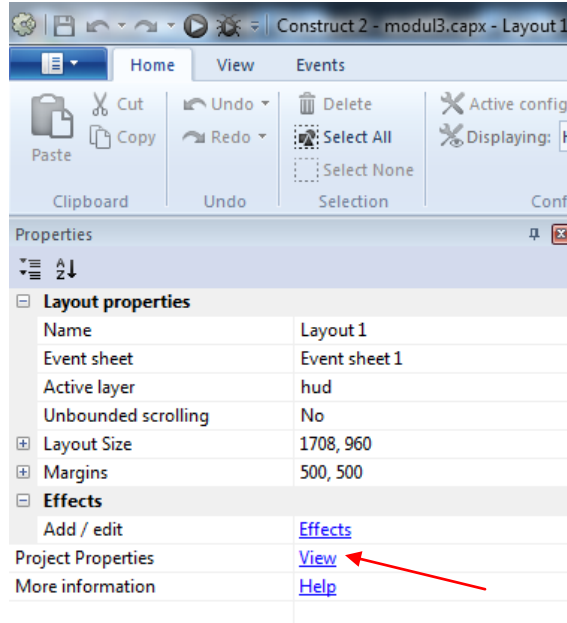 Construct 2 - modul3.capx - Layout 1
Home View Events
Cut Undo Delete Active config
Copy Redo Select All Displaying: H
Paste Select None
Clipboard Undo Selection Conf
Properties
Layout properties
Name Layout 1
Event sheet Event sheet 1
Active layer hud
Unbounded scrolling No
Layout Size 1708, 960
Margins 500, 500
Effects
Add / edit Effects
Project Properties View
More information Help